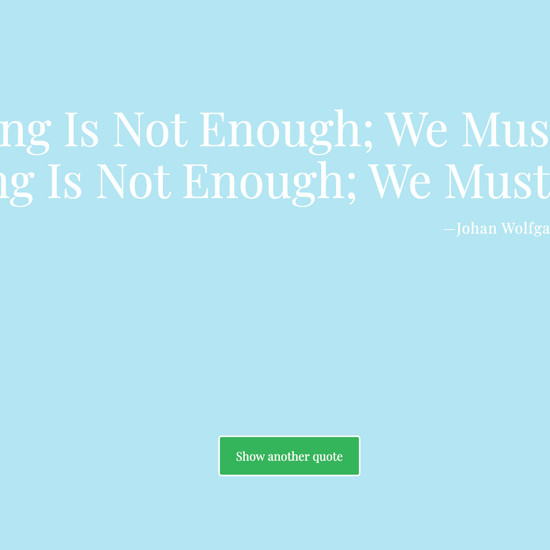 ng Is Not Enough; We Mus
ng Is Not Enough; We Must
—Johan Wolfga
Show another quote